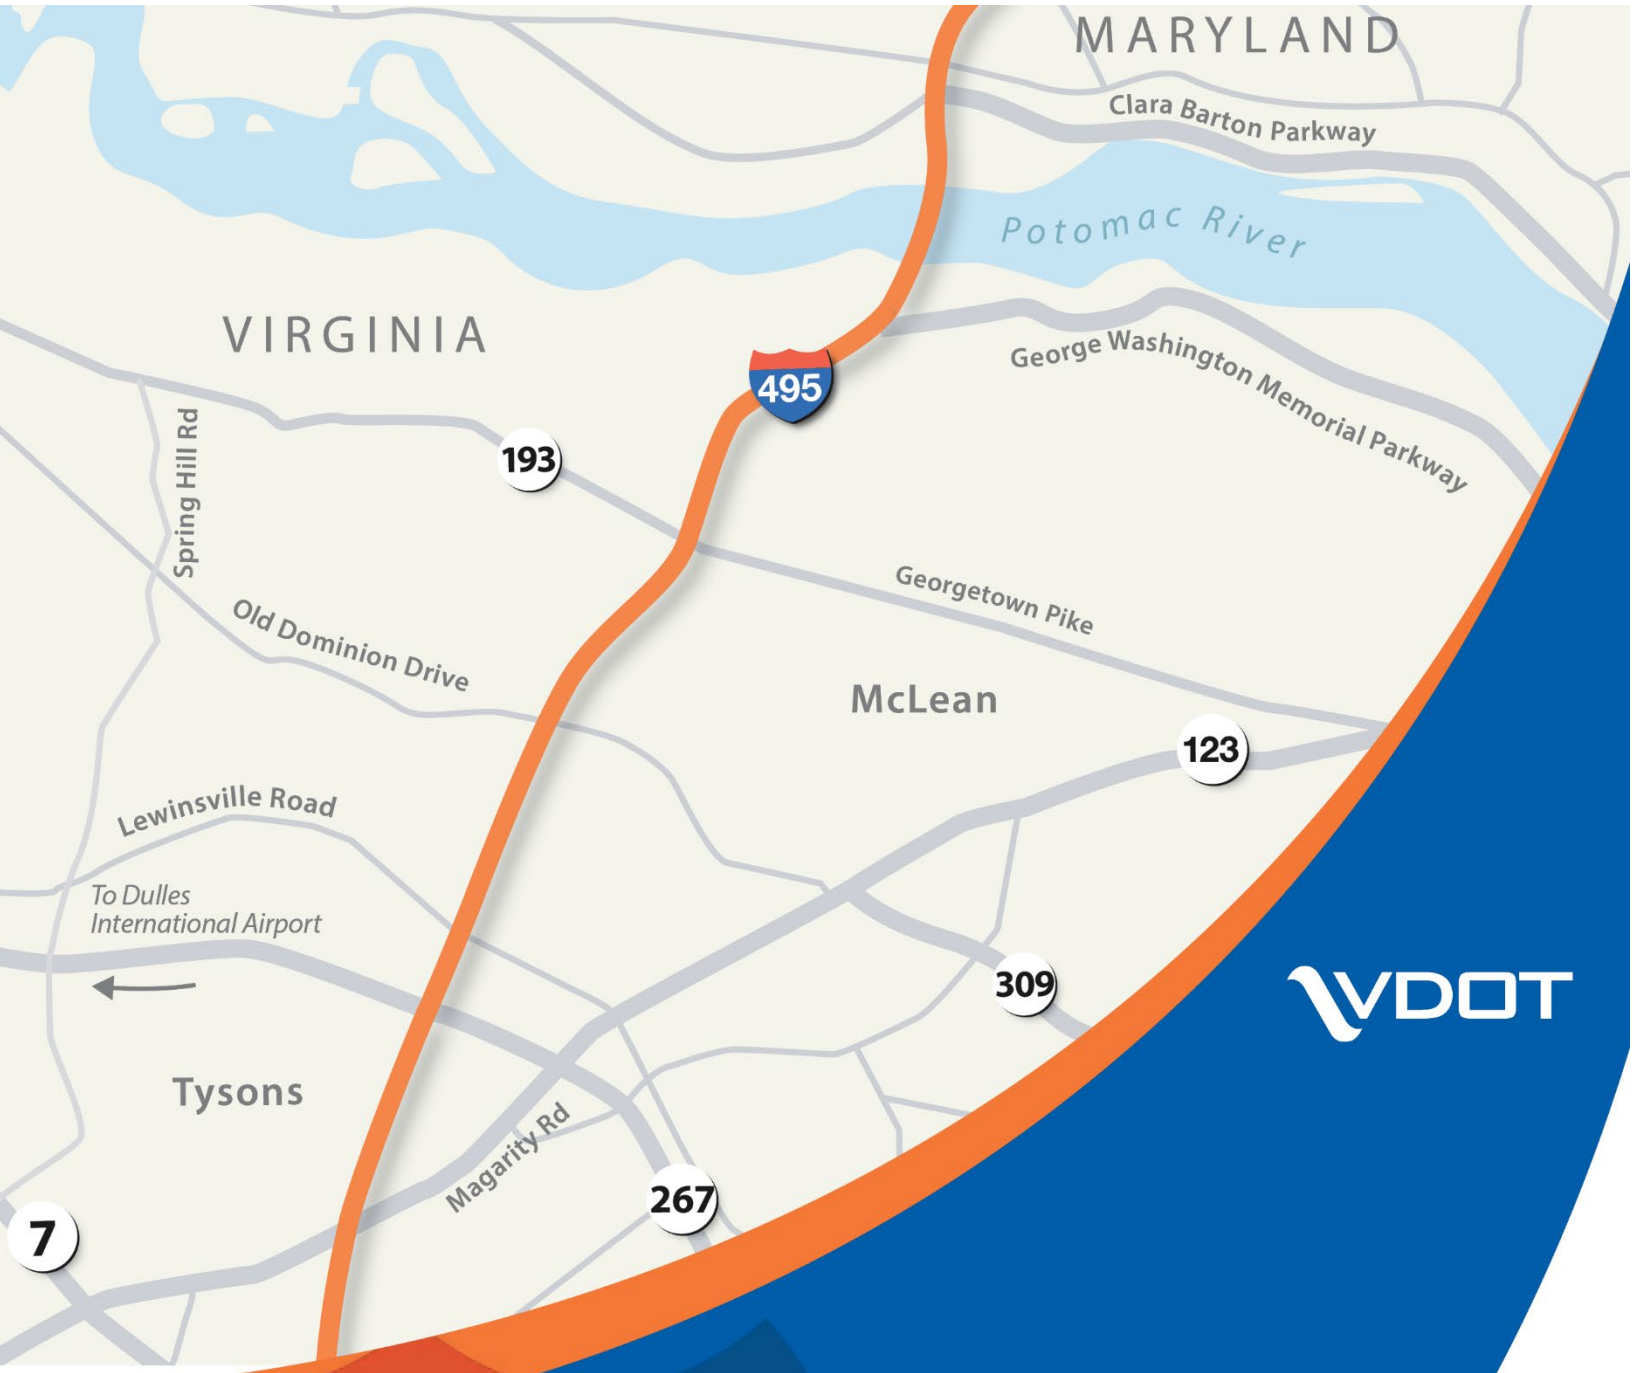 MARYLAND
Clara Barton Parkway
Potomac River
VIRGINIA
George Washington Memorial Parkway
495
Spring Hill Rd
193
Georgetown Pike
Old Dominion Drive
McLean
123
Lewinsville Road
To Dulles
International Airport
309
VDOT
Tysons
Magarity Rd
267
7